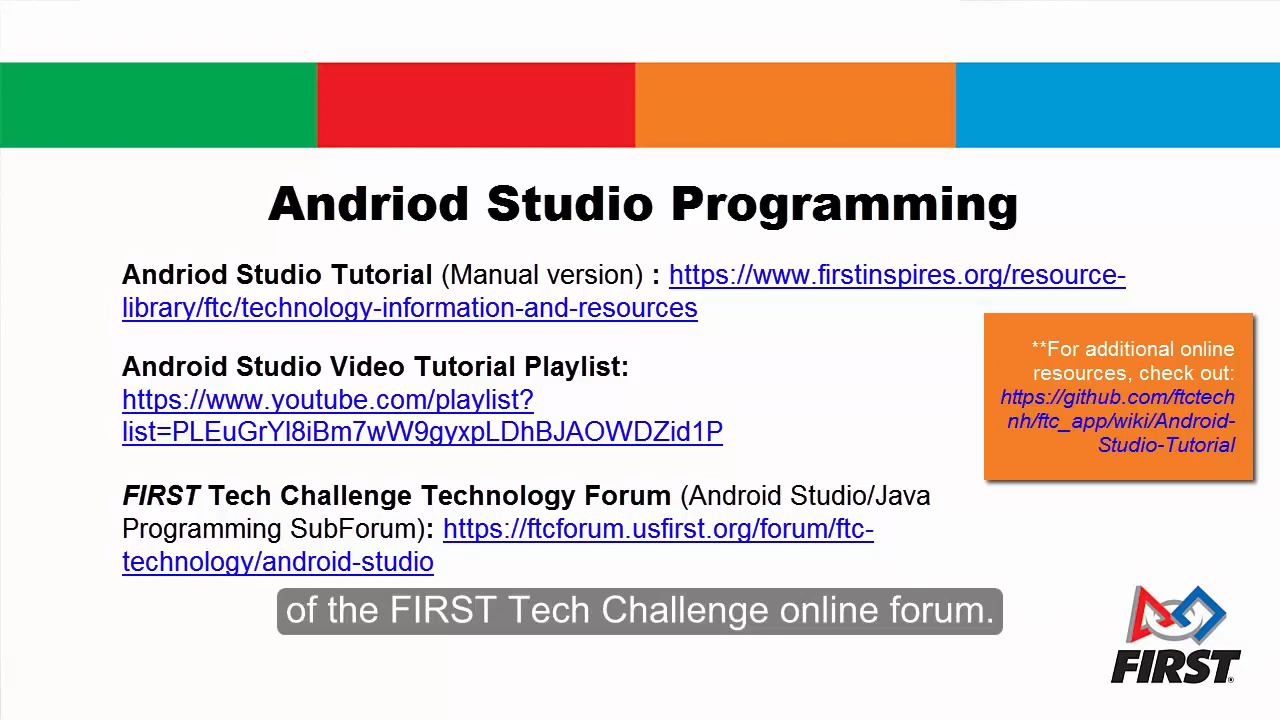 Andriod Studio Programming
Andriod Studio Tutorial (Manual version) : https://www.firstinspires.org/resource-
library/ftc/technology-information-and-resources
Android Studio Video Tutorial Playlist:
https://www.youtube.com/playlist?
list=PLEuGrYl8iBm7wW9gyxpLDhBJAOWDZid1P
FIRST Tech Challenge Technology Forum (Android Studio/Java
Programming SubForum): https://ftcforum.usfirst.org/forum/ftc-
technology/android-studio
**For additional online
resources, check out:
https://github.com/ftctech
nh/ftc_app/wiki/Android-
Studio-Tutorial
of the FIRST Tech Challenge online forum.
FIRST®